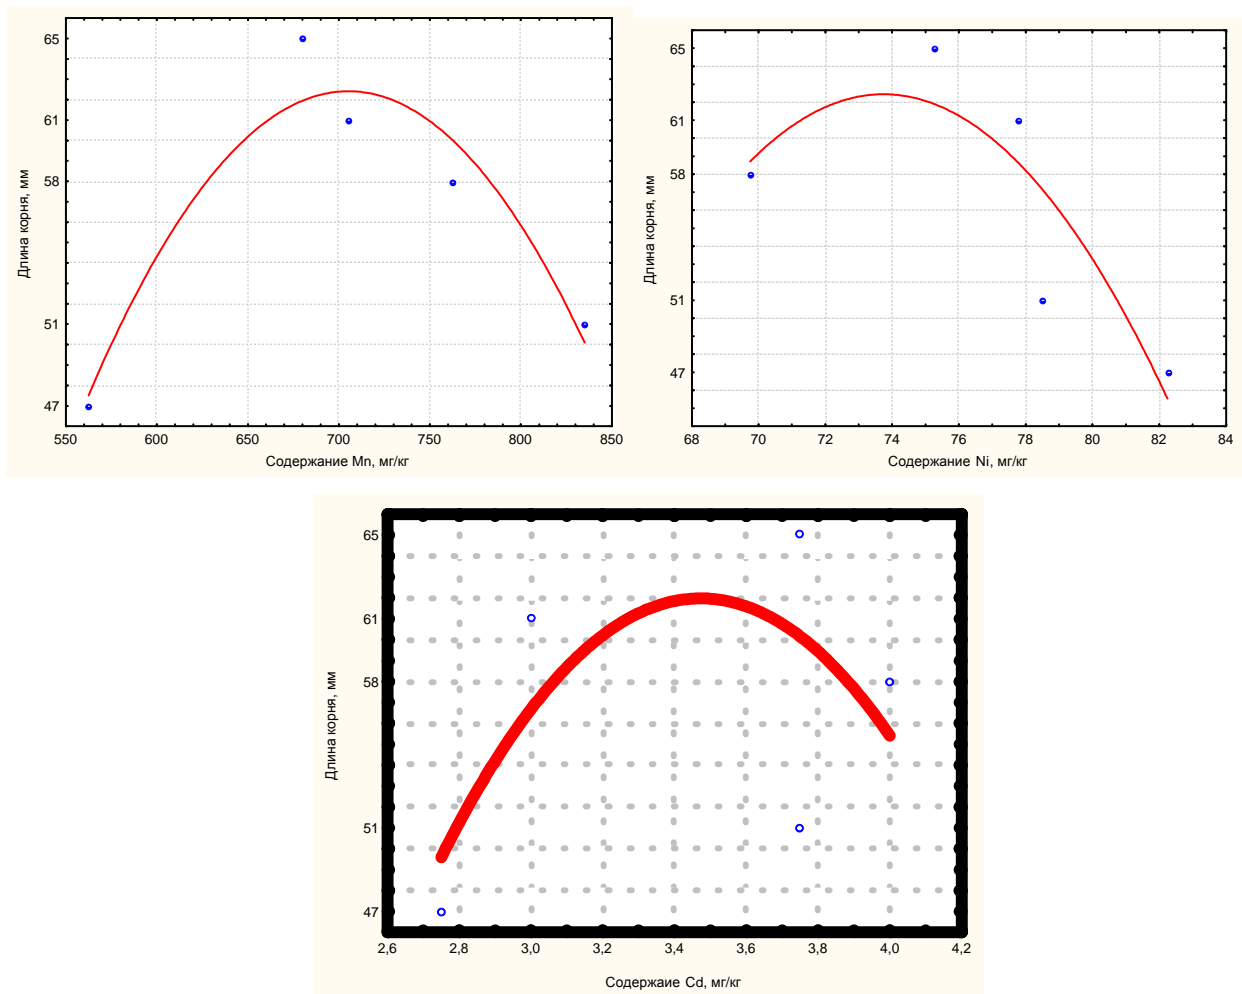 65
61
58
51
47
Длина корня, мм
550 600 650 700 750 800 850
Содержание Mn, мг/кг
65
61
58
51
47
Длина корня, мм
68 70 72 74 76 78 80 82 84
Содержание Ni, мг/кг
65
61
58
51
47
Длина корня, мм
2,6 2,8 3,0 3,2 3,4 3,6 3,8 4,0 4,2
Содержаие Cd, мг/кг